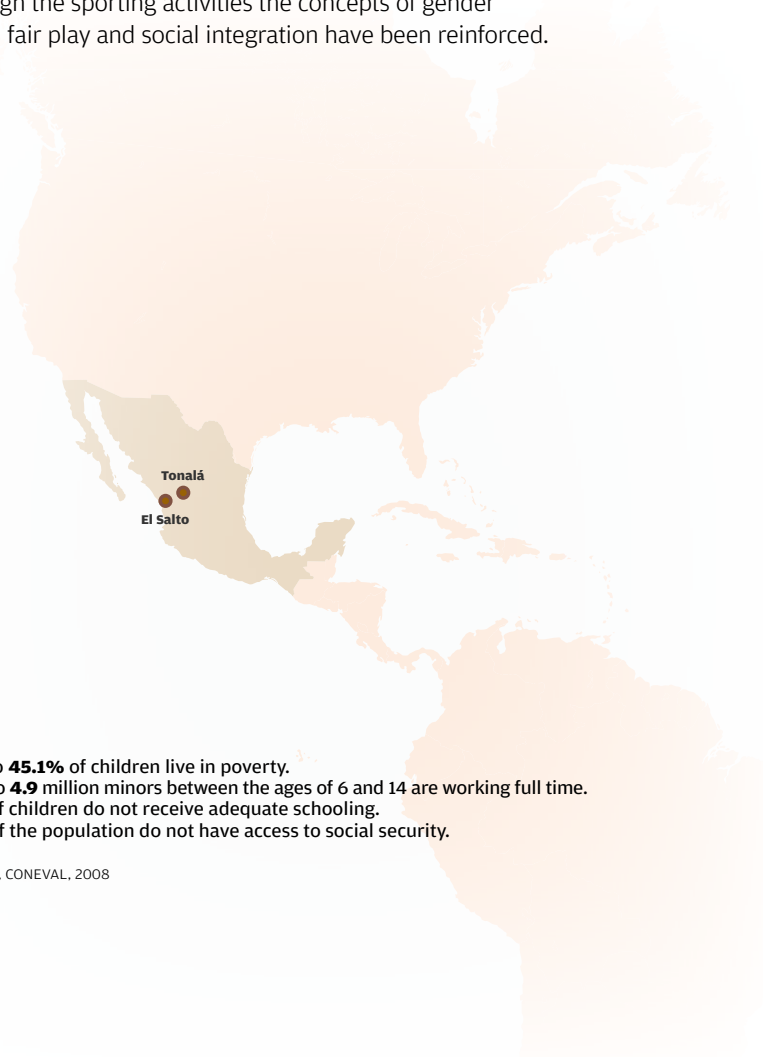 the sporting activities the concepts of gender
fair play and social integration have been reinforced.
Tonalá
El Salto
45.1% of children live in poverty.
4.9 million minors between the ages of 6 and 14 are working full time.
children do not receive adequate schooling.
the population do not have access to social security.
CONEVAL, 2008